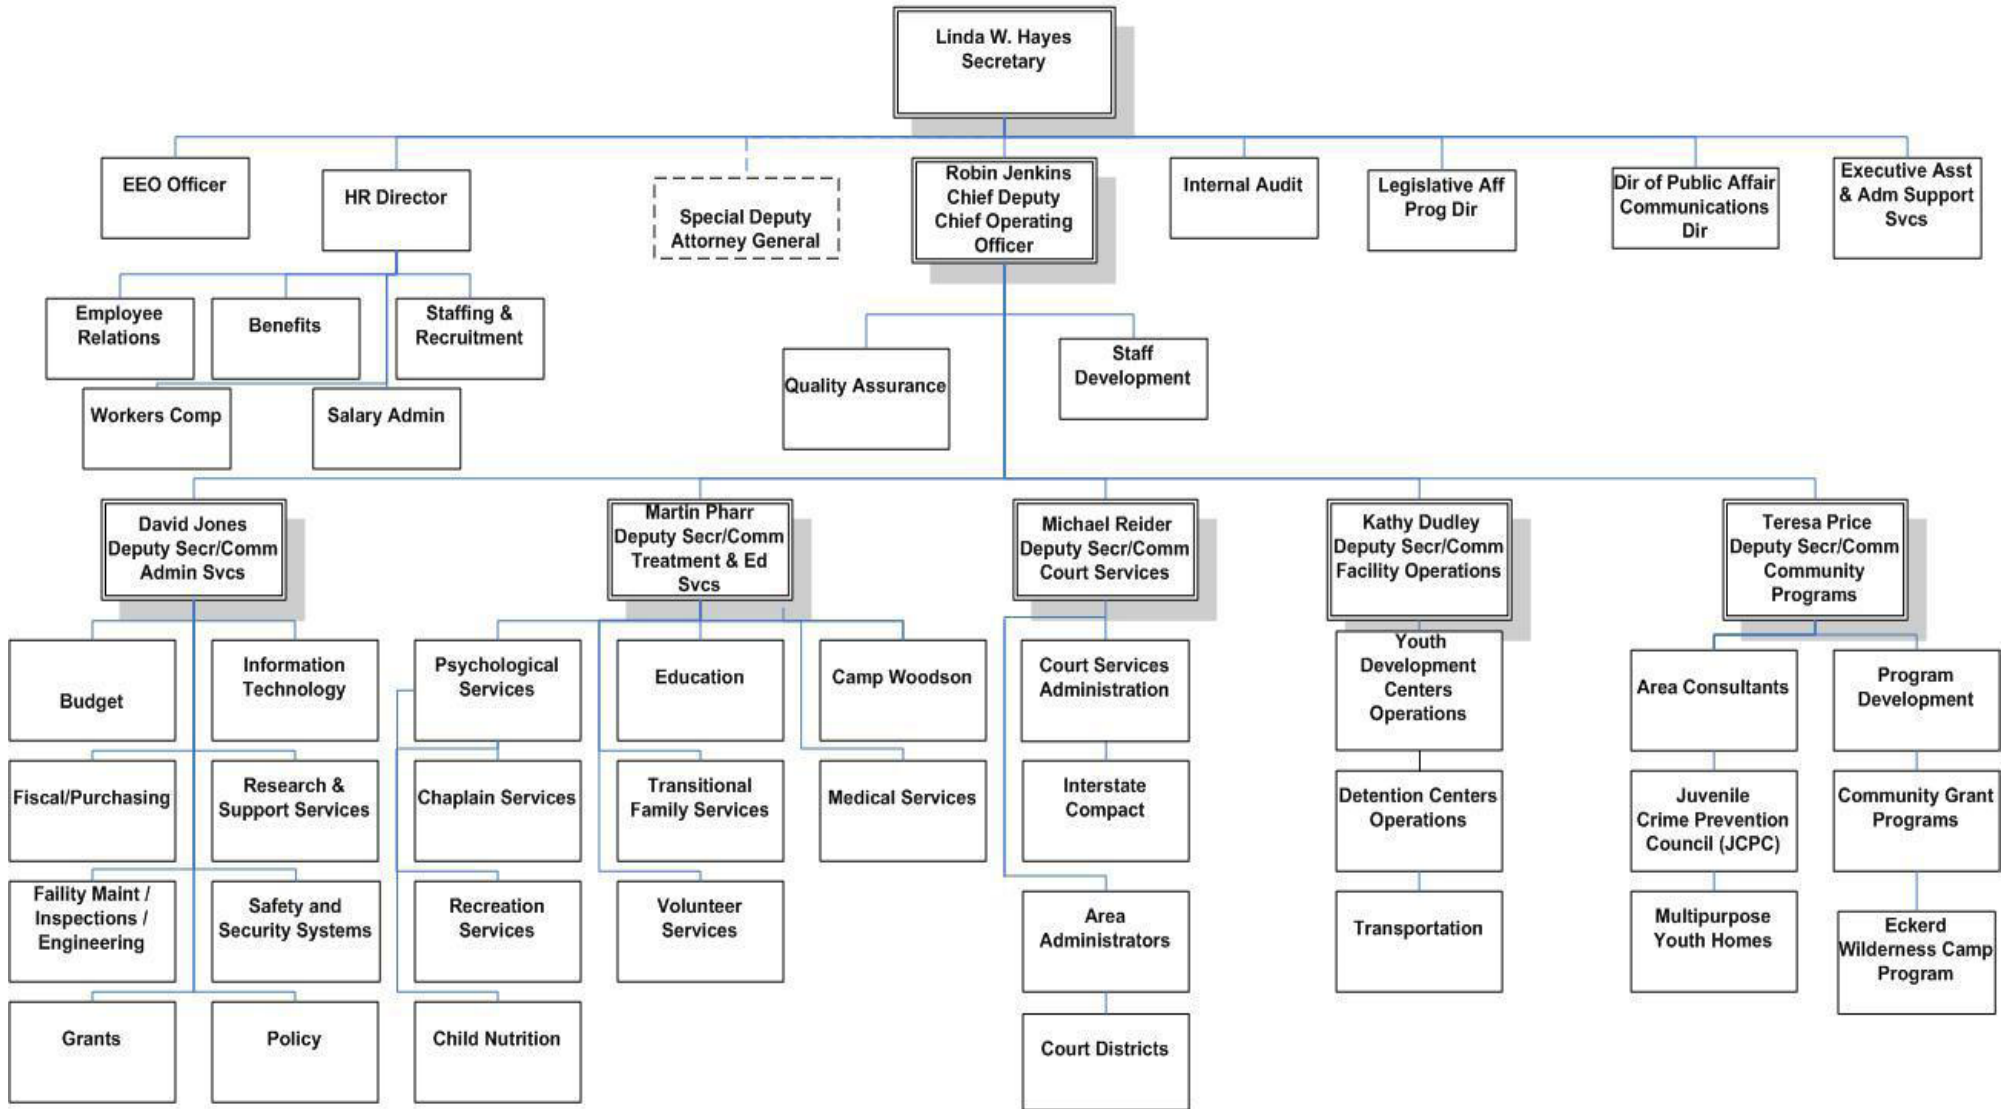 Linda W. Hayes
Secretary
EEO Officer
HR Director
Special Deputy
Attorney General
Robin Jenkins
Chief Deputy
Chief Operating
Officer
Internal Audit
Legislative Aff
Prog Dir
Dir of Public Affair
Communications
Dir
Executive Asst
& Adm Support
Svcs
Employee
Relations
Benefits
Staffing &
Recruitment
Workers Comp
Salary Admin
Quality Assurance
Staff
Development
David Jones
Deputy Secr/Comm
Admin Svcs
Martin Pharr
Deputy Secr/Comm
Treatment & Ed
Svcs
Michael Reider
Deputy Secr/Comm
Court Services
Kathy Dudley
Deputy Secr/Comm
Facility Operations
Teresa Price
Deputy Secr/Comm
Community
Programs
Budget
Information
Technology
Psychological
Services
Education
Camp Woodson
Court Services
Administration
Youth
Development
Centers
Operations
Area Consultants
Program
Development
Fiscal/Purchasing
Research &
Support Services
Chaplain Services
Transitional
Family Services
Medical Services
Interstate
Compact
Detention Centers
Operations
Juvenile
Crime Prevention
Council (JCPC)
Community Grant
Programs
Faility Maint /
Inspections /
Engineering
Safety and
Security Systems
Recreation
Services
Volunteer
Services
Area
Administrators
Transportation
Multipurpose
Youth Homes
Eckerd
Wilderness Camp
Program
Grants
Policy
Child Nutrition
Court Districts